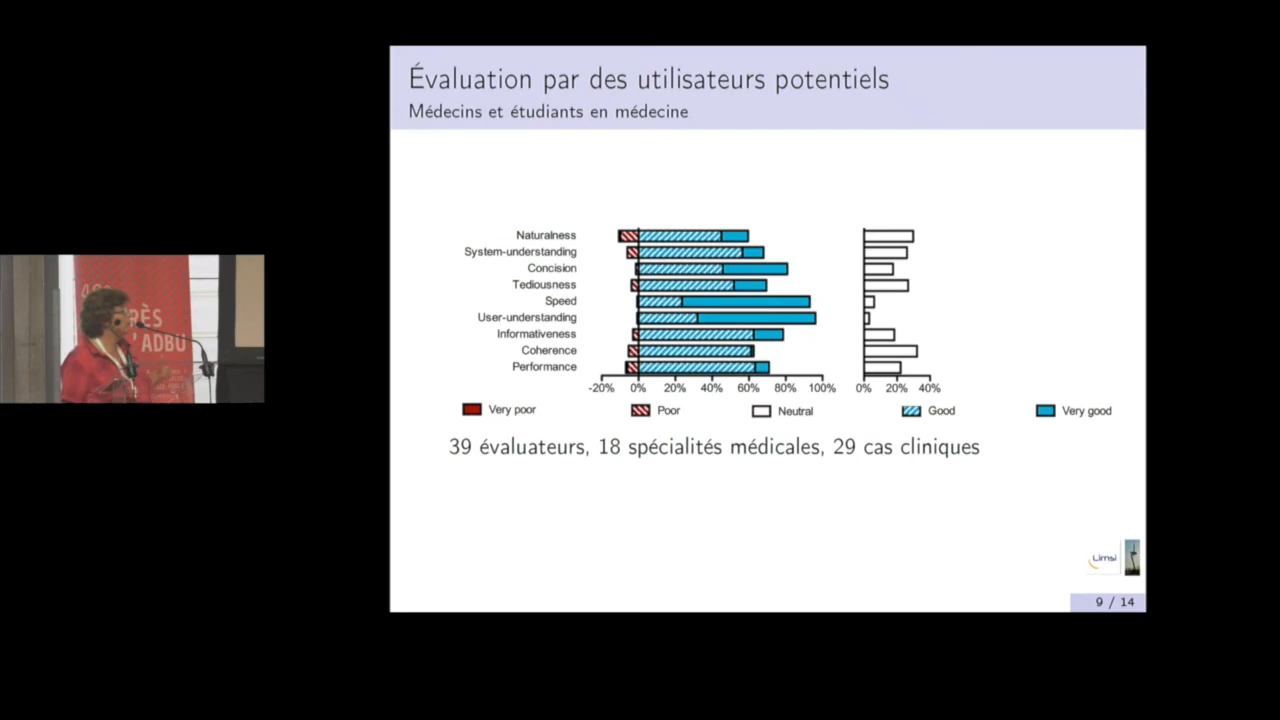 Évaluation par des utilisateurs potentiels
Médecins et étudiants en médecine
Naturalness
System-understanding
Concision
Tediousness
Speed
User-understanding
Informativeness
Coherence
Performance
-20% 0% 20% 40% 60% 80% 100% 0% 20% 40%
Very poor Poor Neutral Good Very good
39 évaluateurs, 18 spécialités médicales, 29 cas cliniques
Limsi
9 / 14
RÈS
'ADBU